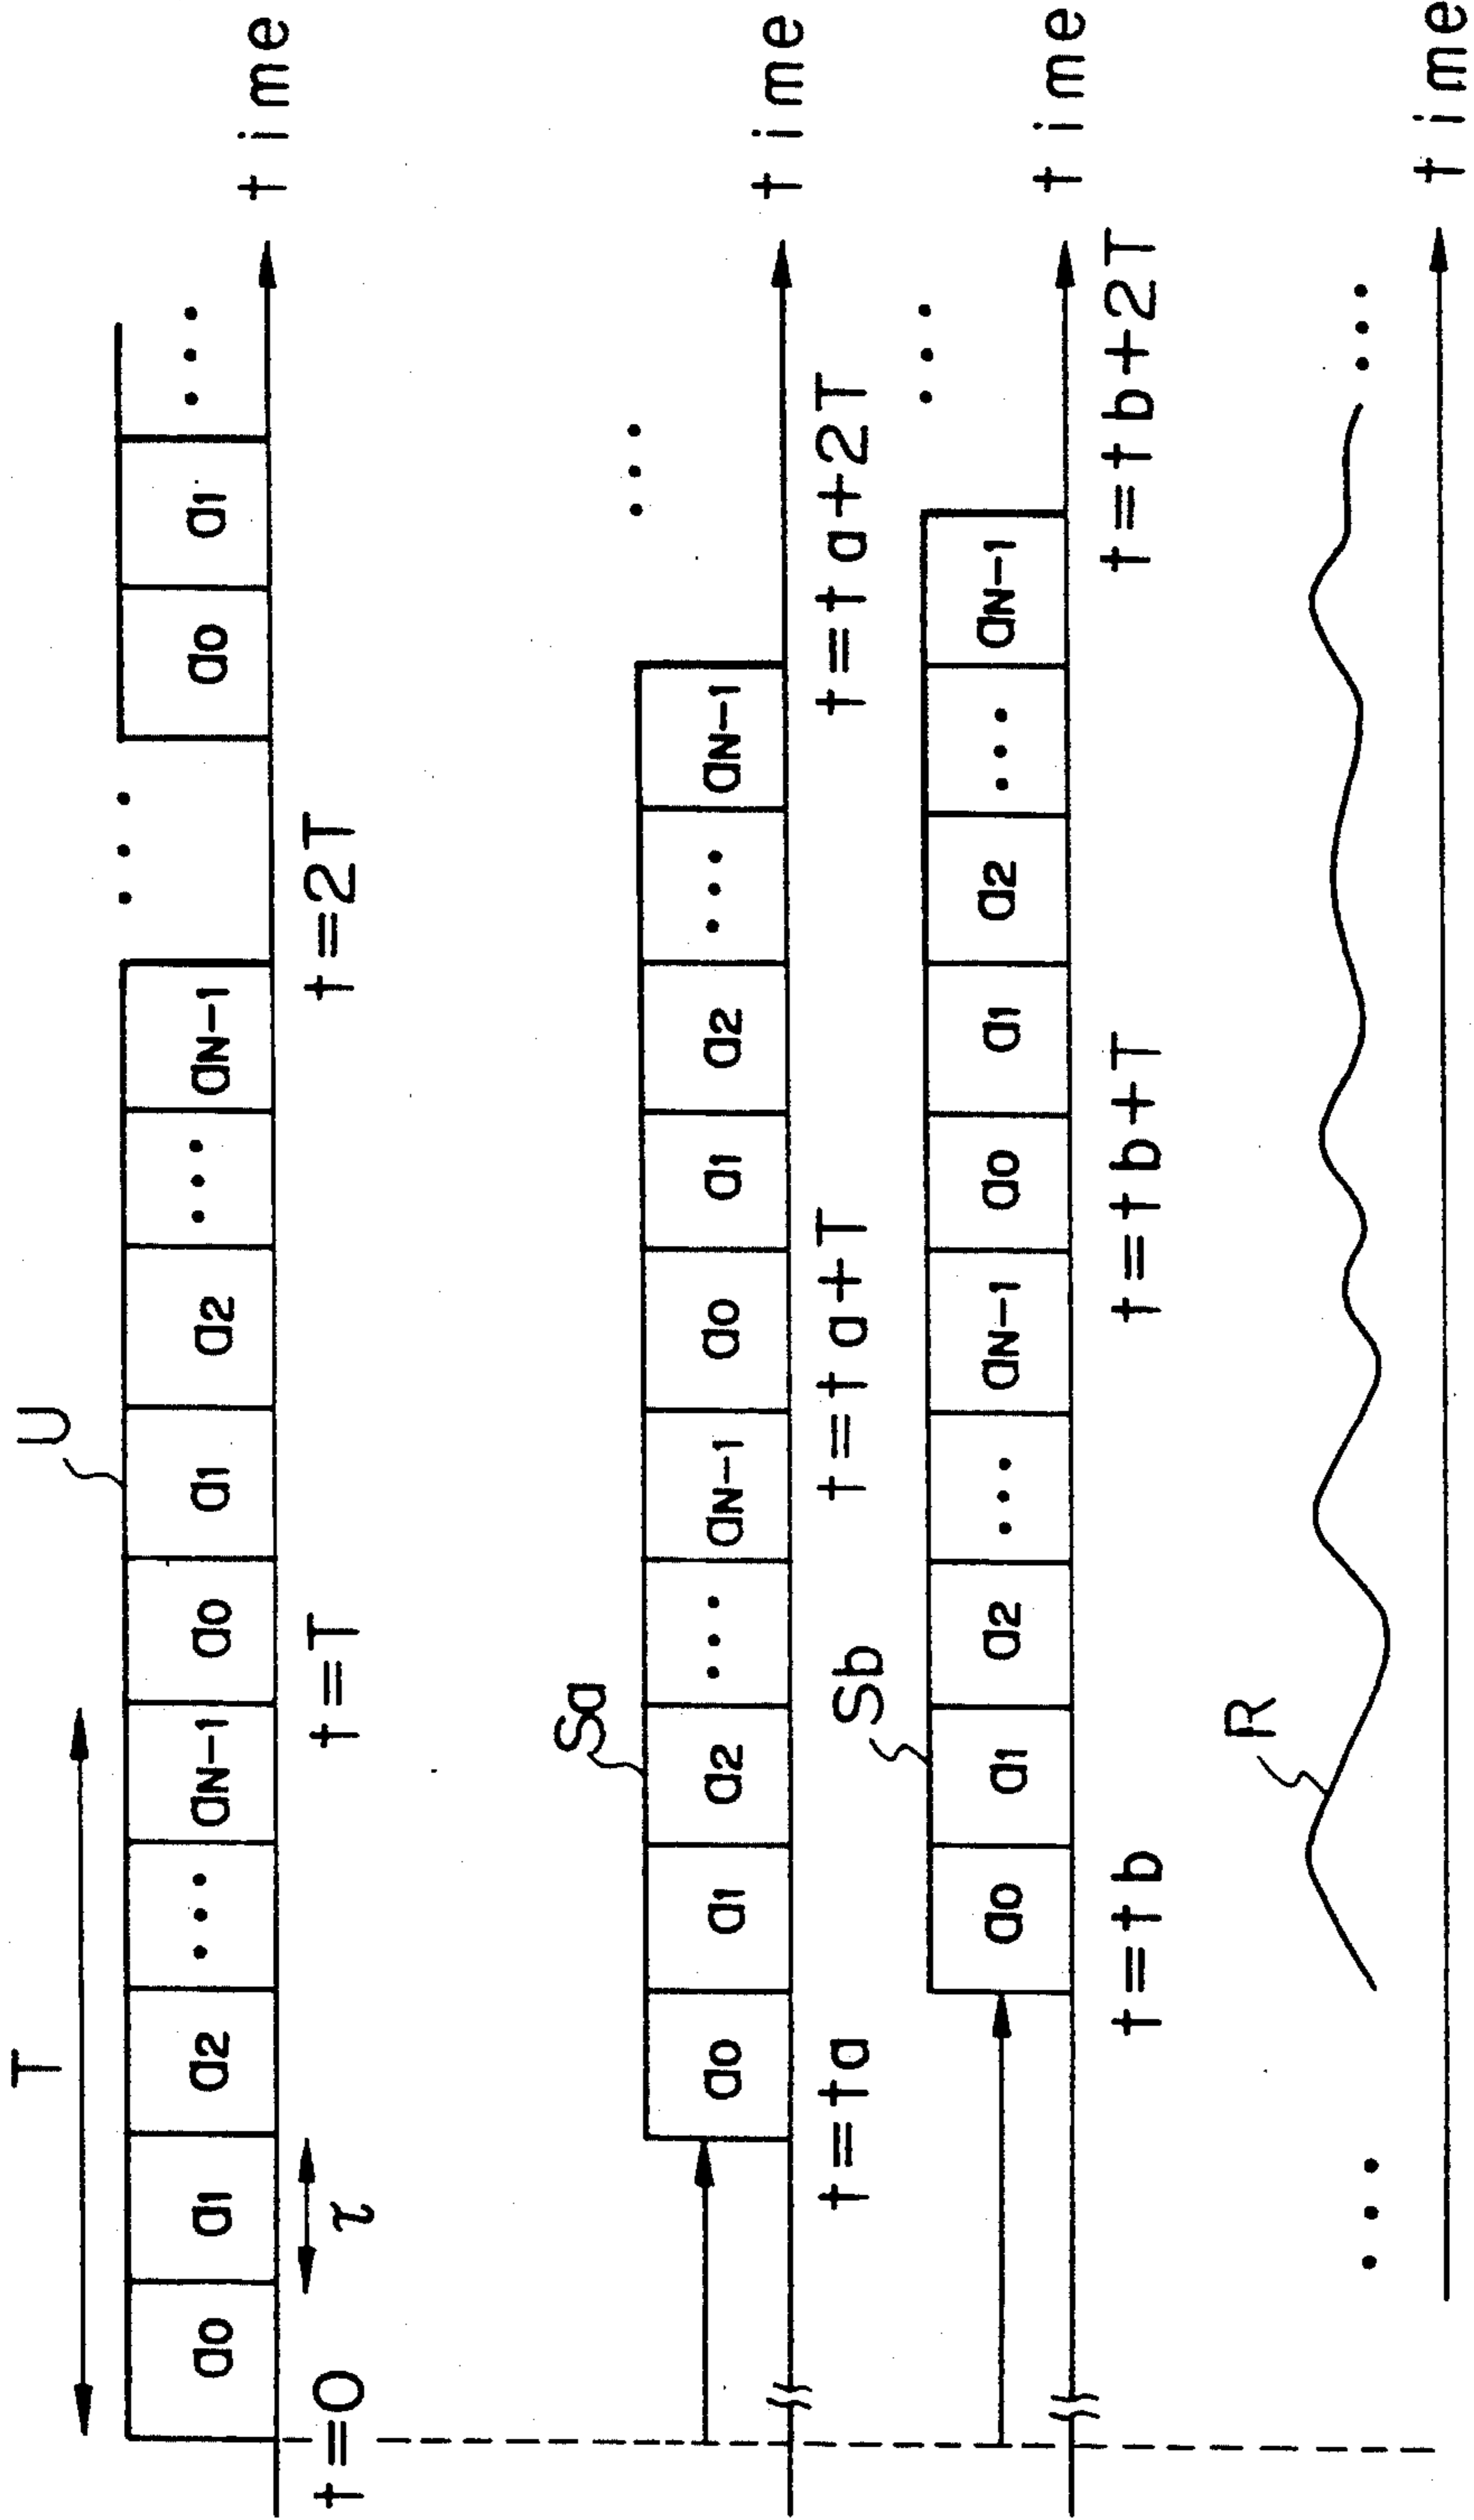 T
U
a0 a1 a2 ... aN-1 a0 a1 a2 ... aN-1 ... a0 a1 ...
time
t=0 τ t=T t=2T
Sa
a0 a1 a2 ... aN-1 a0 a1 a2 ... aN-1 ...
time
t=ta t=ta+T t=ta+2T
Sb
a0 a1 a2 ... aN-1 a0 a1 a2 ... aN-1 ...
time
t=tb t=tb+T t=tb+2T
R
... ...
time